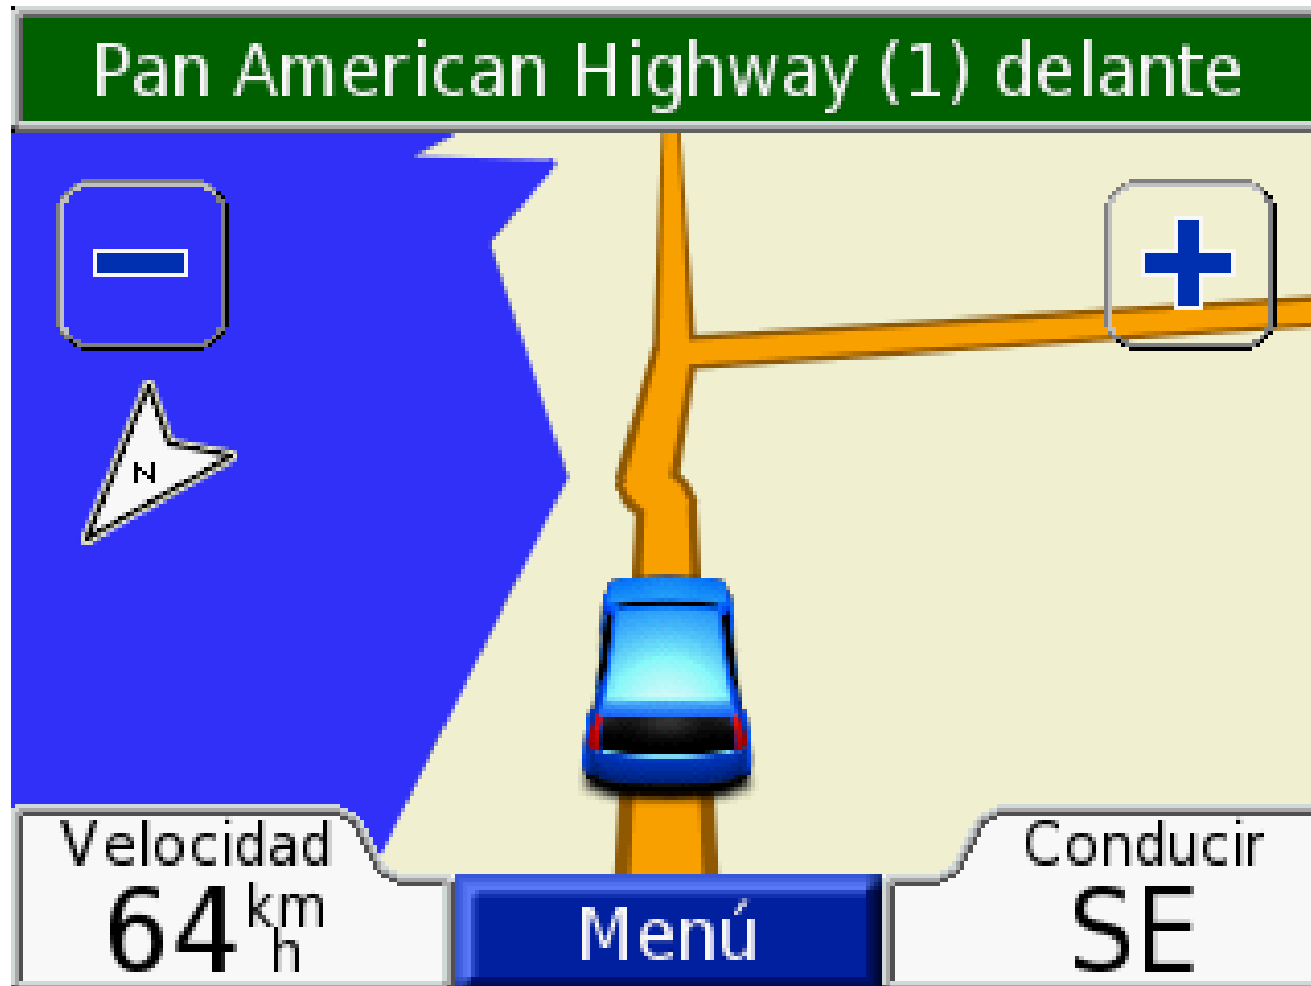 Pan American Highway (1) delante
N
Velocidad
64 km/h
Menú
Conducir
SE